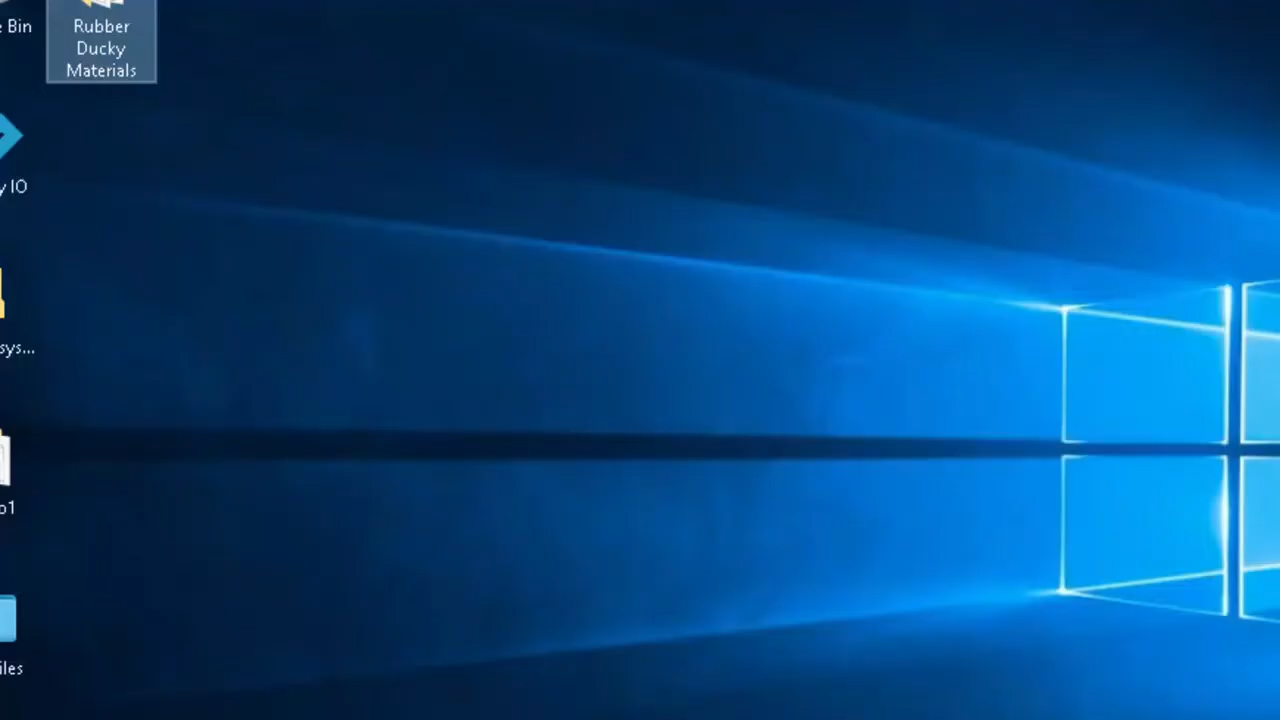 e Bin
Rubber
Ducky
Materials
y IO
sys...
o1
iles